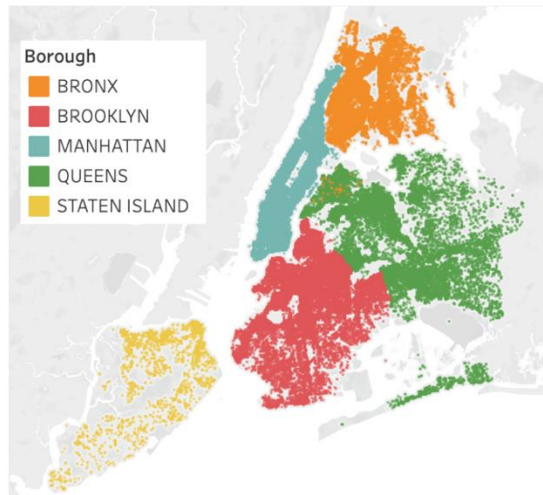 Borough
BRONX
BROOKLYN
MANHATTAN
QUEENS
STATEN ISLAND